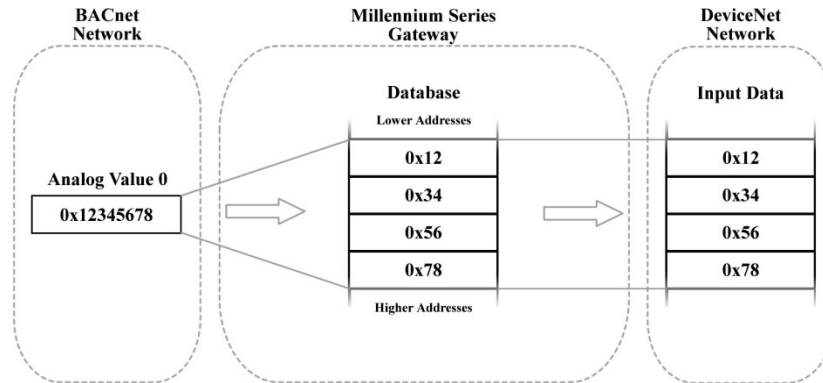 BACnet
Network
Millennium Series
Gateway
DeviceNet
Network
Database
Input Data
Lower Addresses
Analog Value 0
0x12345678
0x12
0x34
0x56
0x78
0x12
0x34
0x56
0x78
Higher Addresses